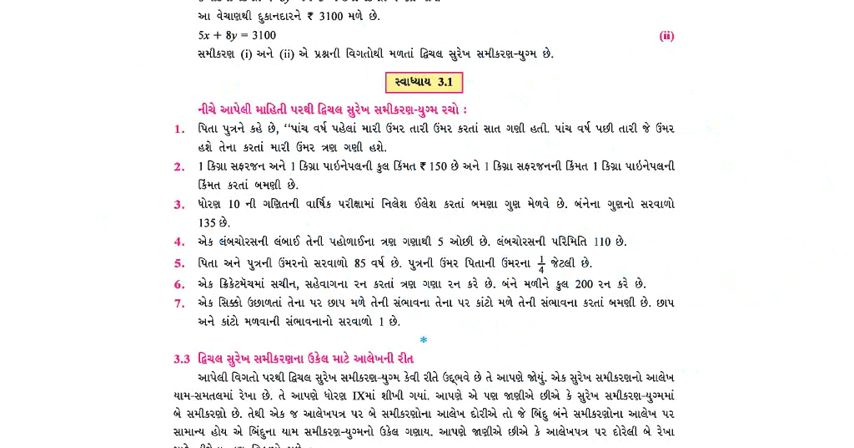 આ વેચાણથી દુકાનદારને ₹ 3100 મળે છે.
5x + 8y = 3100 (ii)
સમીકરણ (i) અને (ii) એ પ્રશ્નની વિગતોથી મળતાં દ્વિચલ સુરેખ સમીકરણ-યુગ્મ છે.
સ્વાધ્યાય 3.1
નીચે આપેલી માહિતી પરથી દ્વિચલ સુરેખ સમીકરણ-યુગ્મ રચો :
1. પિતા પુત્રને કહે છે, “પાંચ વર્ષ પહેલાં મારી ઉંમર તારી ઉંમર કરતાં સાત ગણી હતી. પાંચ વર્ષ પછી તારી જે ઉંમર
હશે તેના કરતાં મારી ઉંમર ત્રણ ગણી હશે.
2. 1 કિગ્રા સફરજન અને 1 કિગ્રા પાઇનેપલની કુલ કિંમત ₹ 150 છે અને 1 કિગ્રા સફરજનની કિંમત 1 કિગ્રા પાઇનેપલની
કિંમત કરતાં બમણી છે.
3. ધોરણ 10 ની ગણિતની વાર્ષિક પરીક્ષામાં નિલેશ ઈલેશ કરતાં બમણા ગુણ મેળવે છે. બંનેના ગુણનો સરવાળો
135 છે.
4. એક લંબચોરસની લંબાઈ તેની પહોળાઈના ત્રણ ગણાથી 5 ઓછી છે. લંબચોરસની પરિમિતિ 110 છે.
5. પિતા અને પુત્રની ઉંમરનો સરવાળો 85 વર્ષ છે. પુત્રની ઉંમર પિતાની ઉંમરના 1/4 જેટલી છે.
6. એક ક્રિકેટમૅચમાં સચીન, સહેવાગના રન કરતાં ત્રણ ગણા રન કરે છે. બંને મળીને કુલ 200 રન કરે છે.
7. એક સિક્કો ઉછાળતાં તેના પર છાપ મળે તેની સંભાવના તેના પર કાંટો મળે તેની સંભાવના કરતાં બમણી છે. છાપ
અને કાંટો મળવાની સંભાવનાનો સરવાળો 1 છે.
*
3.3 દ્વિચલ સુરેખ સમીકરણના ઉકેલ માટે આલેખની રીત
આપેલી વિગતો પરથી દ્વિચલ સુરેખ સમીકરણ-યુગ્મ કેવી રીતે ઉદ્ભવે છે તે આપણે જોયું. એક સુરેખ સમીકરણનો આલેખ
યામ-સમતલમાં રેખા છે. તે આપણે ધોરણ IXમાં શીખી ગયાં. આપણે એ પણ જાણીએ છીએ કે સુરેખ સમીકરણ-યુગ્મમાં
બે સમીકરણો છે. તેથી એક જ આલેખપત્ર પર બે સમીકરણોના આલેખ દોરીએ તો જે બિંદુ બંને સમીકરણોના આલેખ પર
સામાન્ય હોય એ બિંદુના યામ સમીકરણ-યુગ્મનો ઉકેલ ગણાય. આપણે જાણીએ છીએ કે આલેખપત્ર પર દોરેલી બે રેખા